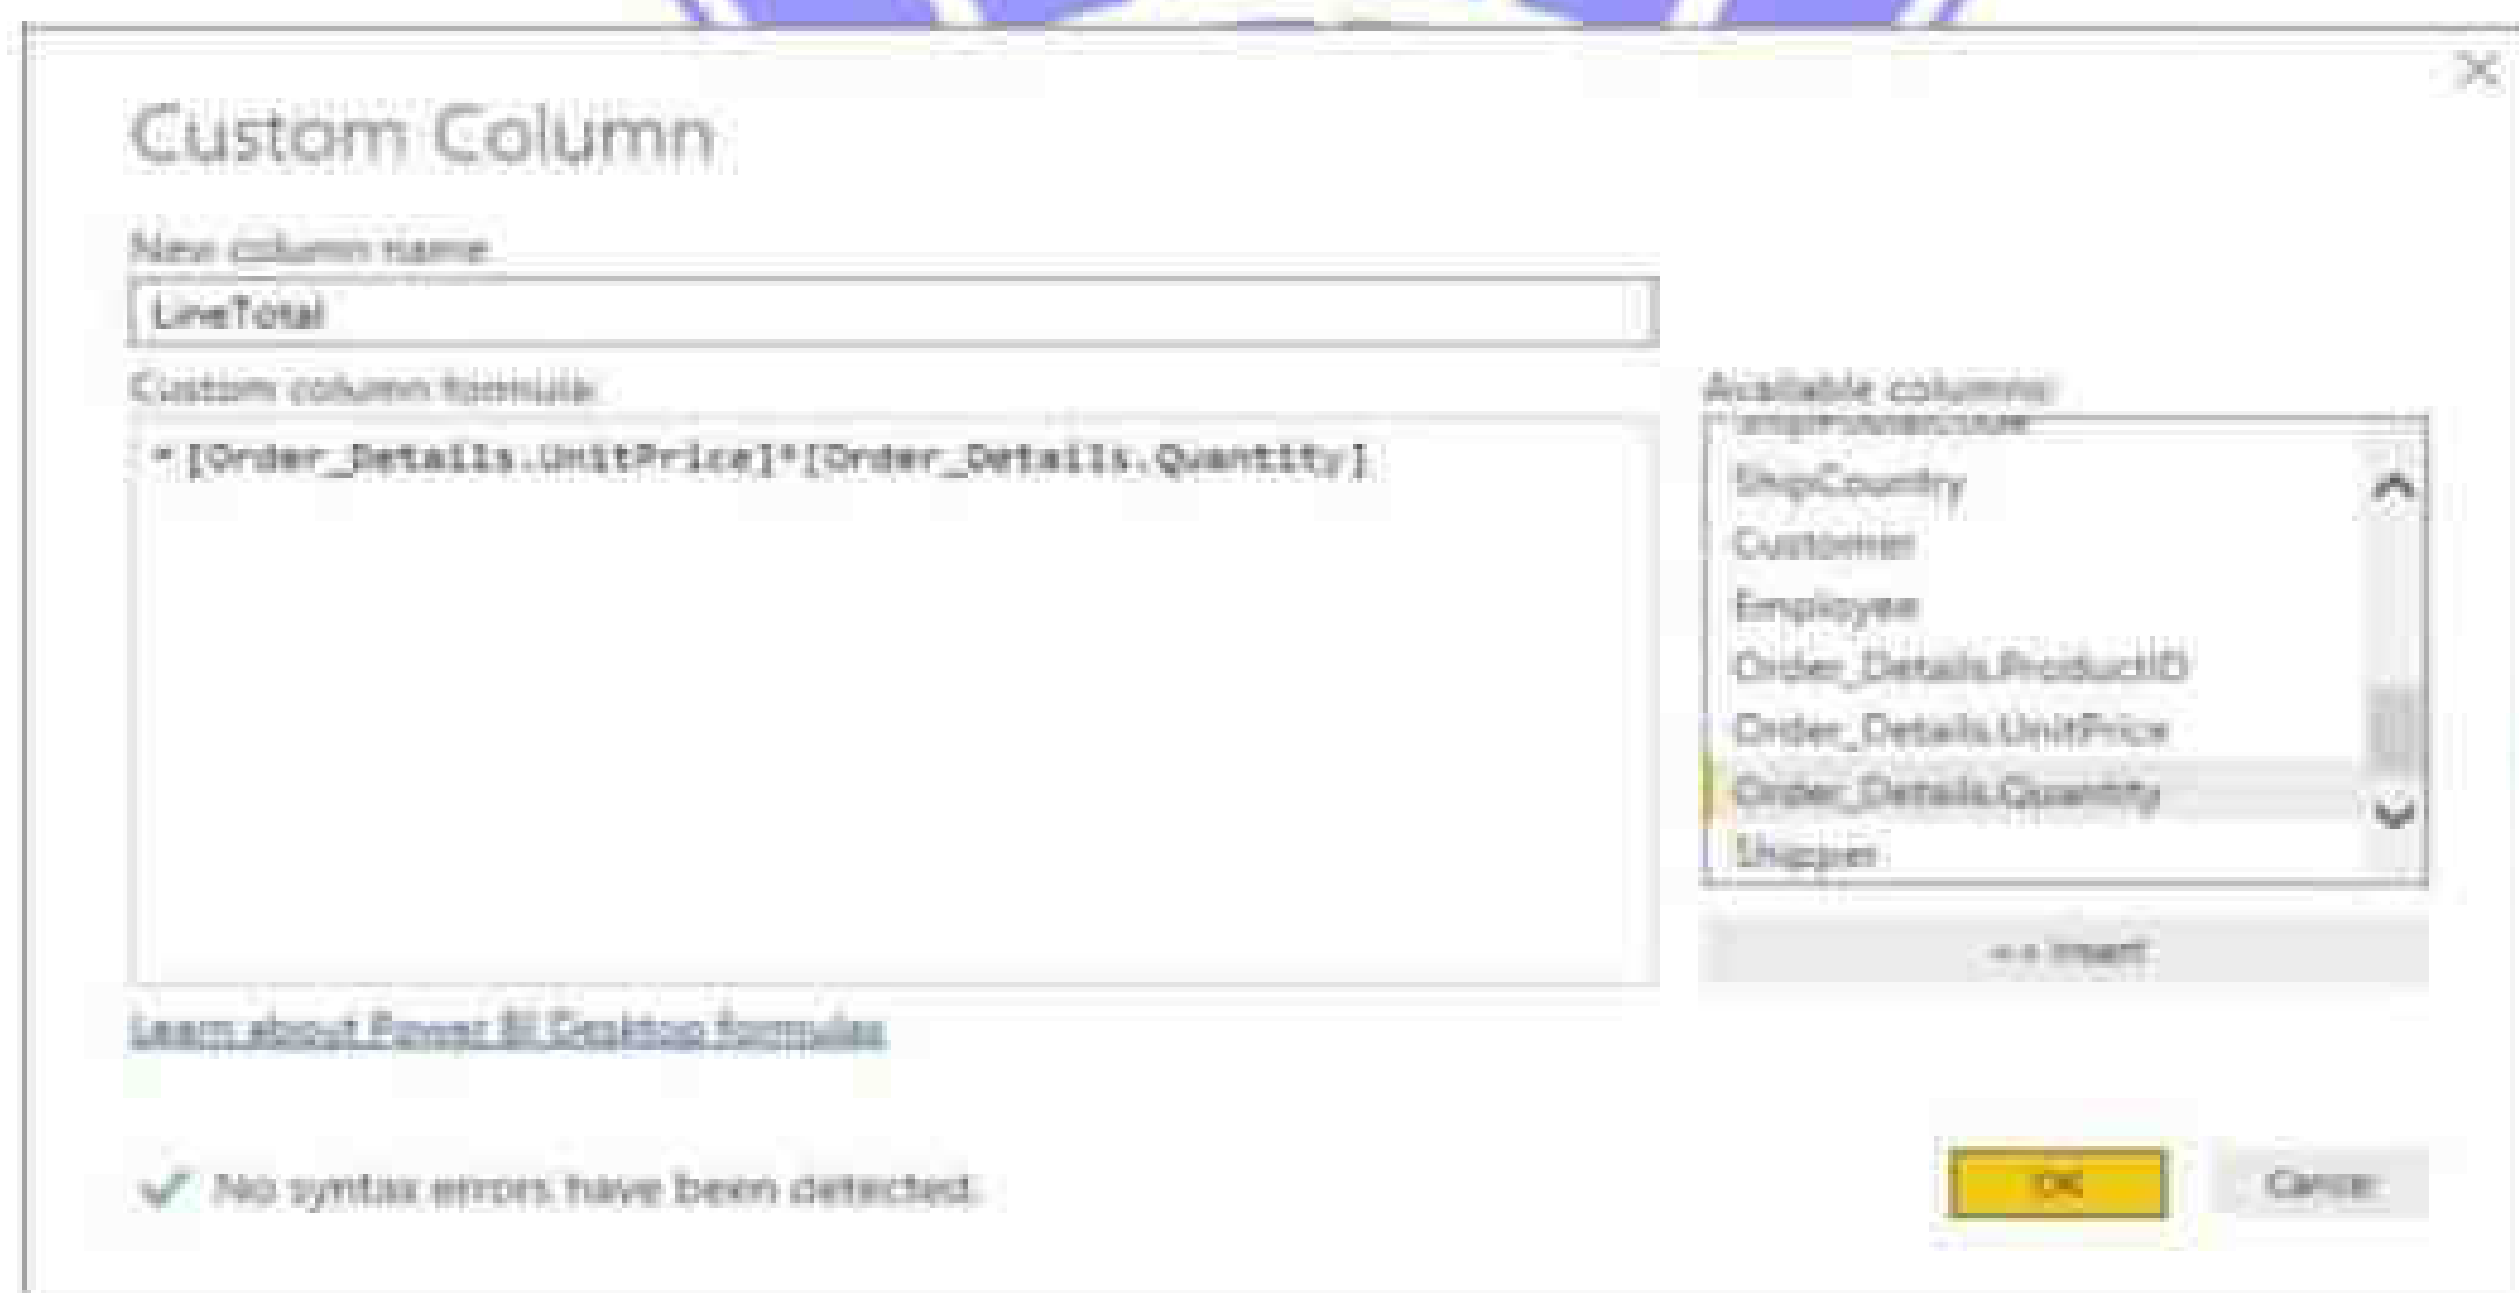 Custom Column
New column name
LineTotal
Custom column formula:
= [Order_Details.UnitPrice]*[Order_Details.Quantity]
Available columns:
ShipPostalCode
ShipCountry
Customer
Employee
Order_Details.ProductID
Order_Details.UnitPrice
Order_Details.Quantity
Shipper
<< Insert
Learn about Power BI Desktop formulas
No syntax errors have been detected.
OK
Cancel